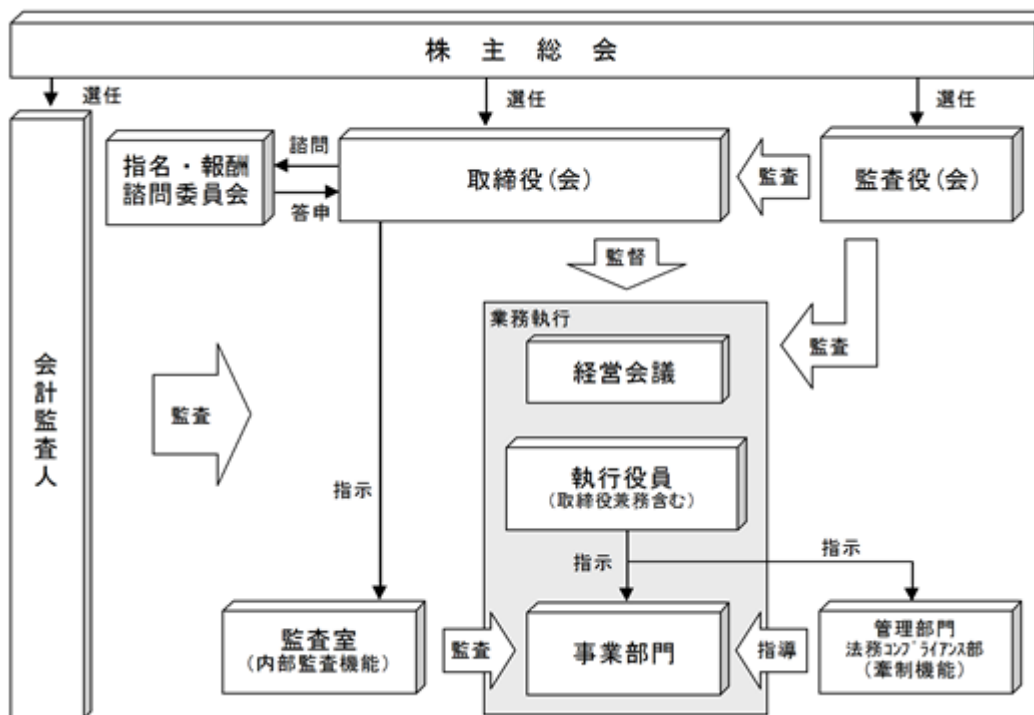 株主総会
選任
選任
選任
指名・報酬
諮問委員会
諮問
答申
取締役(会)
監査
監査役(会)
監督
業務執行
経営会議
監査
会計監査人
監査
執行役員
(取締役兼務含む)
指示
指示
指示
監査室
(内部監査機能)
監査
事業部門
指導
管理部門
法務ｺﾝﾌﾟﾗｲｱﾝｽ部
(牽制機能)